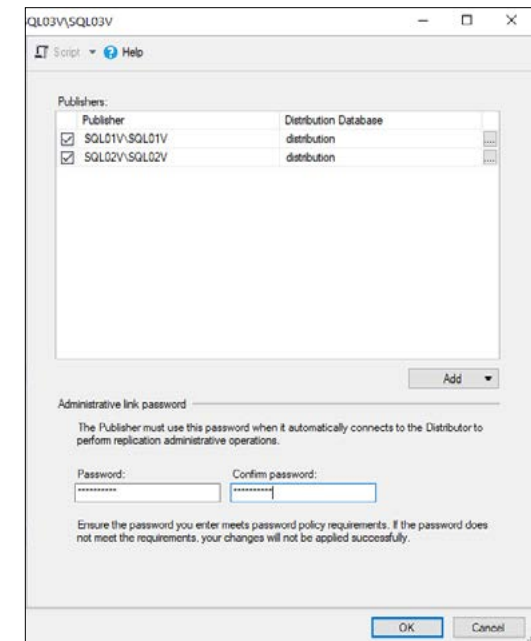 SQL03V\SQL03V
Script Help
Publishers:
Publisher Distribution Database
SQL01V\SQL01V distribution ...
SQL02V\SQL02V distribution ...
Add
Administrative link password
The Publisher must use this password when it automatically connects to the Distributor to
perform replication administrative operations.
Password: Confirm password:
********** **********
Ensure the password you enter meets password policy requirements. If the password does
not meet the requirements, your changes will not be applied successfully.
OK Cancel